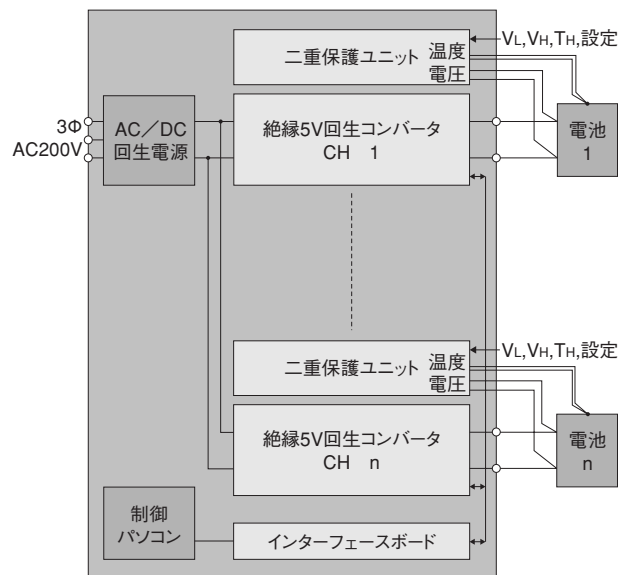 二重保護ユニット
温度
電圧
VL,VH,TH,設定
3Φ
AC200V
AC／DC
回生電源
絶縁5V回生コンバータ
CH 1
電池
1
二重保護ユニット
温度
電圧
VL,VH,TH,設定
絶縁5V回生コンバータ
CH n
電池
n
制御
パソコン
インターフェースボード